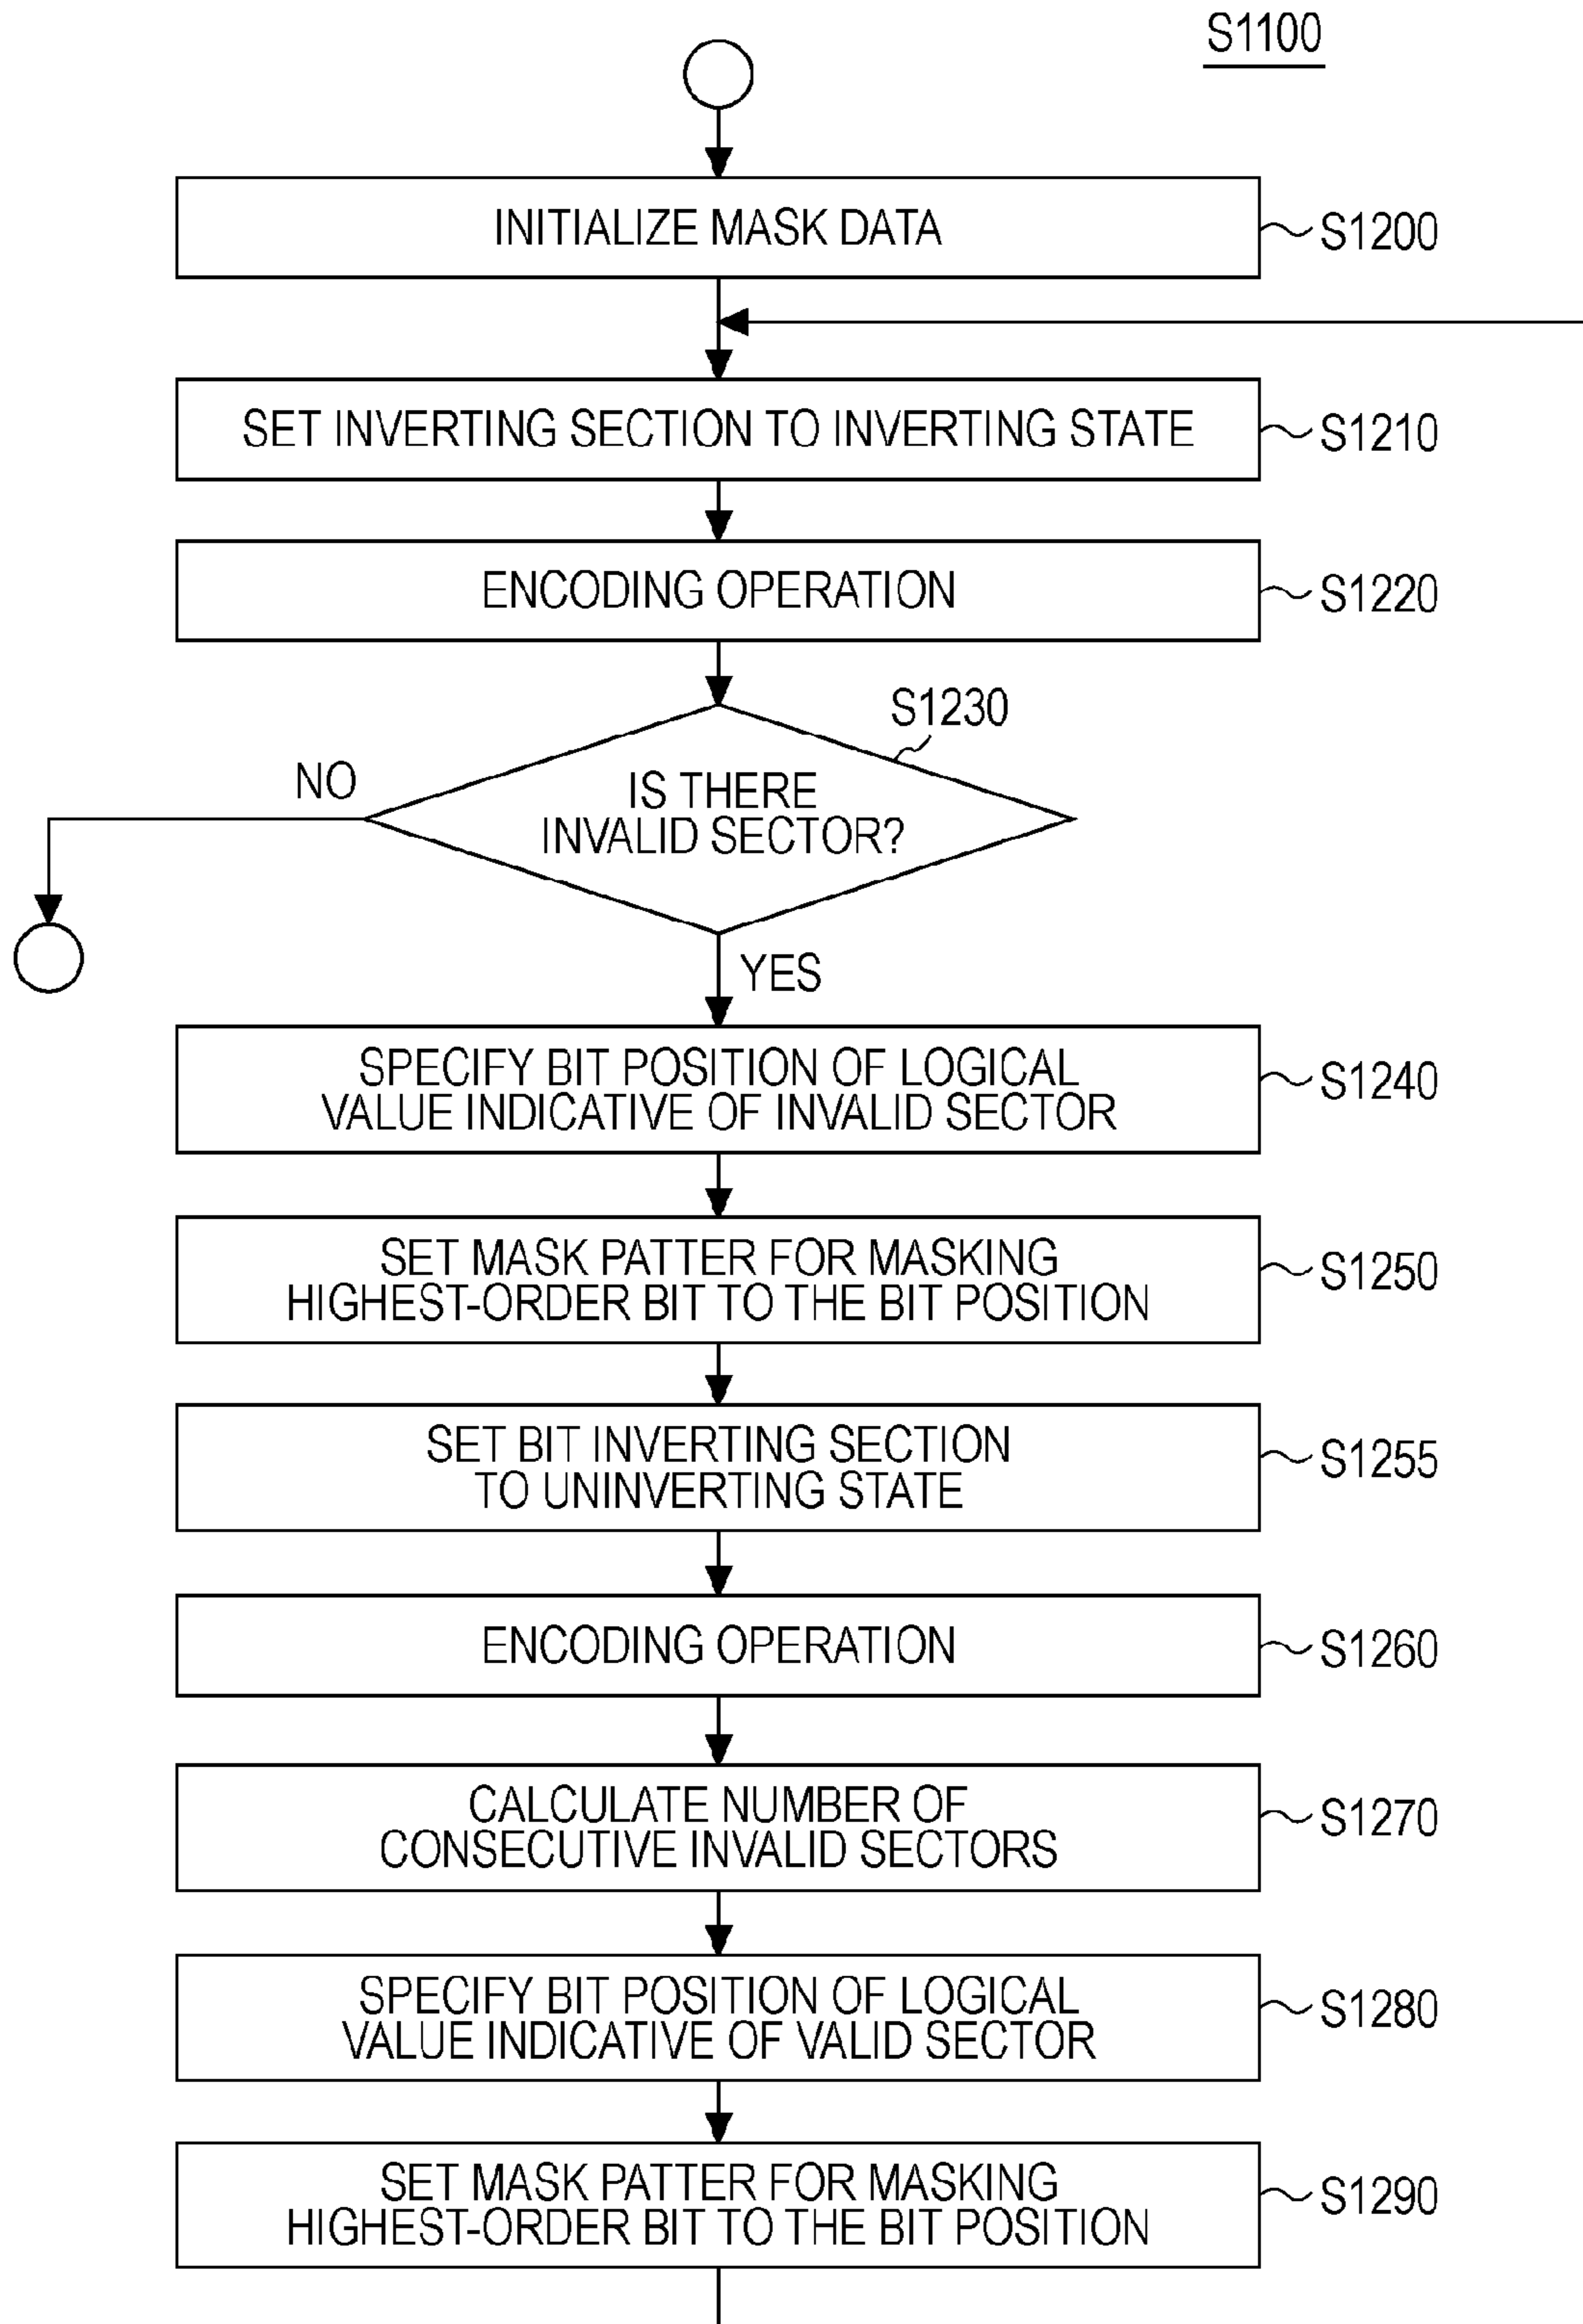 S1100
INITIALIZE MASK DATA
S1200
SET INVERTING SECTION TO INVERTING STATE
S1210
ENCODING OPERATION
S1220
S1230
NO
IS THERE
INVALID SECTOR?
YES
SPECIFY BIT POSITION OF LOGICAL
VALUE INDICATIVE OF INVALID SECTOR
S1240
SET MASK PATTER FOR MASKING
HIGHEST-ORDER BIT TO THE BIT POSITION
S1250
SET BIT INVERTING SECTION
TO UNINVERTING STATE
S1255
ENCODING OPERATION
S1260
CALCULATE NUMBER OF
CONSECUTIVE INVALID SECTORS
S1270
SPECIFY BIT POSITION OF LOGICAL
VALUE INDICATIVE OF VALID SECTOR
S1280
SET MASK PATTER FOR MASKING
HIGHEST-ORDER BIT TO THE BIT POSITION
S1290